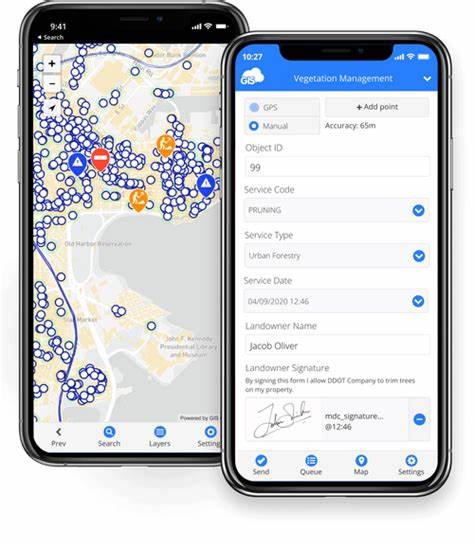 9:41
Search
Old Harbor Reservation
Star Market
John F. Kennedy
Presidential Library
and Museum
Powered by GIS
Prev
Search
Layers
Settings
10:27
GIS
Vegetation Management
GPS
Manual
+ Add point
Accuracy: 65m
Object ID
99
Service Code
PRUNING
Service Type
Urban Forestry
Service Date
04/09/2020 12:46
Landowner Name
Jacob Oliver
Landowner Signature
By signing this form I allow DDOT Company to trim trees
on my property.
mdc_signature...
@12:46
Send
Queue
Map
Settings